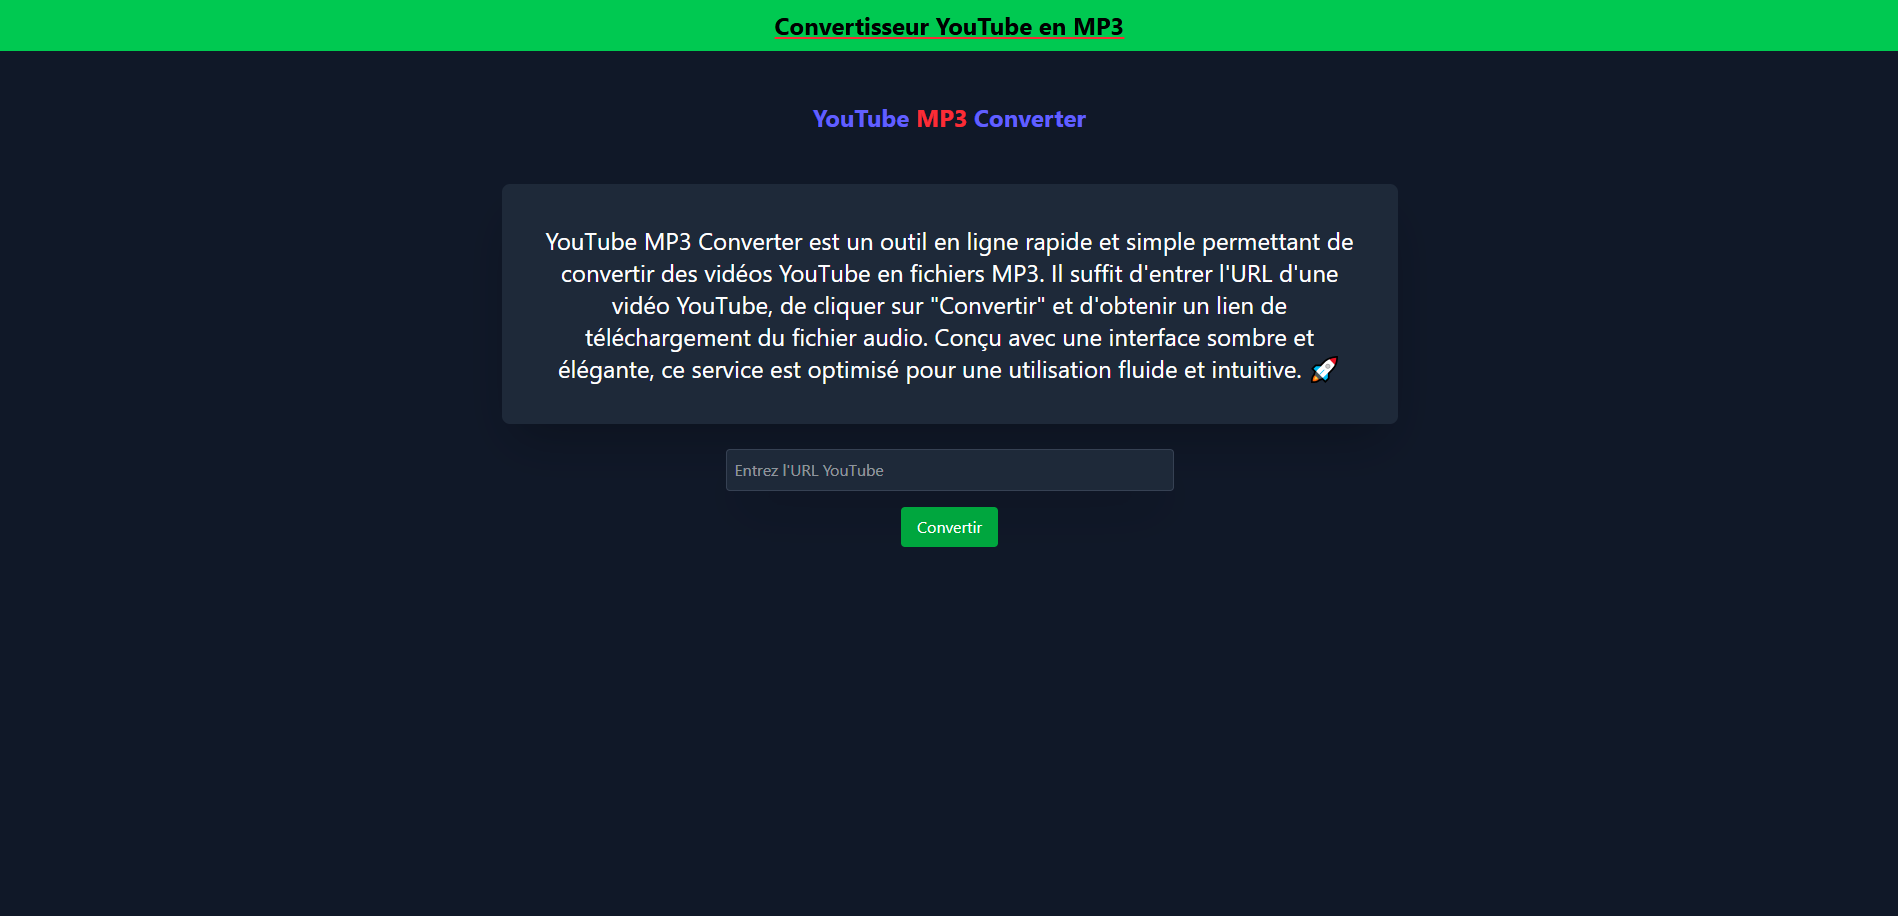 Convertisseur YouTube en MP3
YouTube MP3 Converter
YouTube MP3 Converter est un outil en ligne rapide et simple permettant de
convertir des vidéos YouTube en fichiers MP3. Il suffit d'entrer l'URL d'une
vidéo YouTube, de cliquer sur "Convertir" et d'obtenir un lien de
téléchargement du fichier audio. Conçu avec une interface sombre et
élégante, ce service est optimisé pour une utilisation fluide et intuitive. 🚀
Entrez l'URL YouTube
Convertir